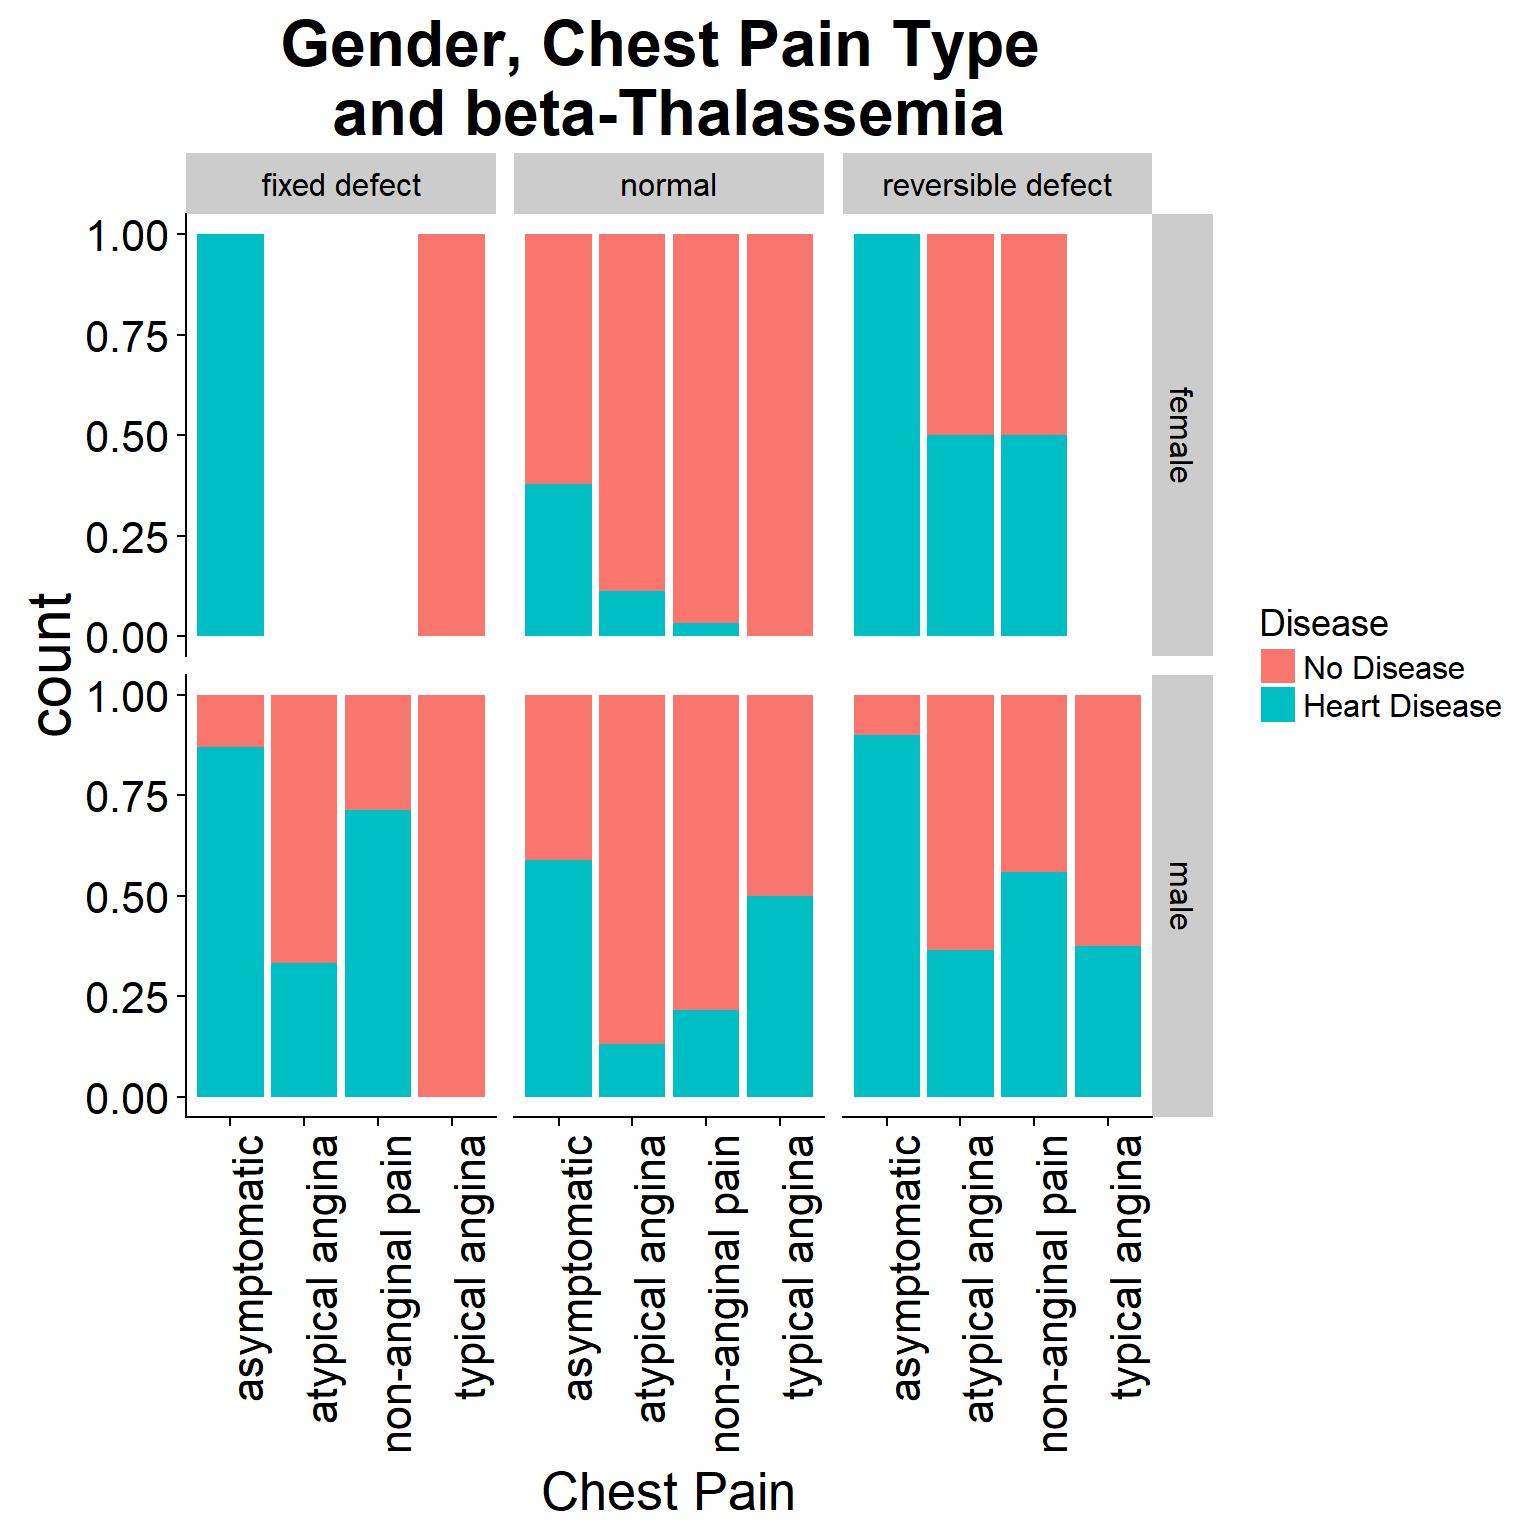 Gender, Chest Pain Type
and beta-Thalassemia
fixed defect
normal
reversible defect
1.00
0.75
0.50
0.25
0.00
female
1.00
0.75
0.50
0.25
0.00
male
count
asymptomatic
atypical angina
non-anginal pain
typical angina
asymptomatic
atypical angina
non-anginal pain
typical angina
asymptomatic
atypical angina
non-anginal pain
typical angina
Chest Pain
Disease
No Disease
Heart Disease